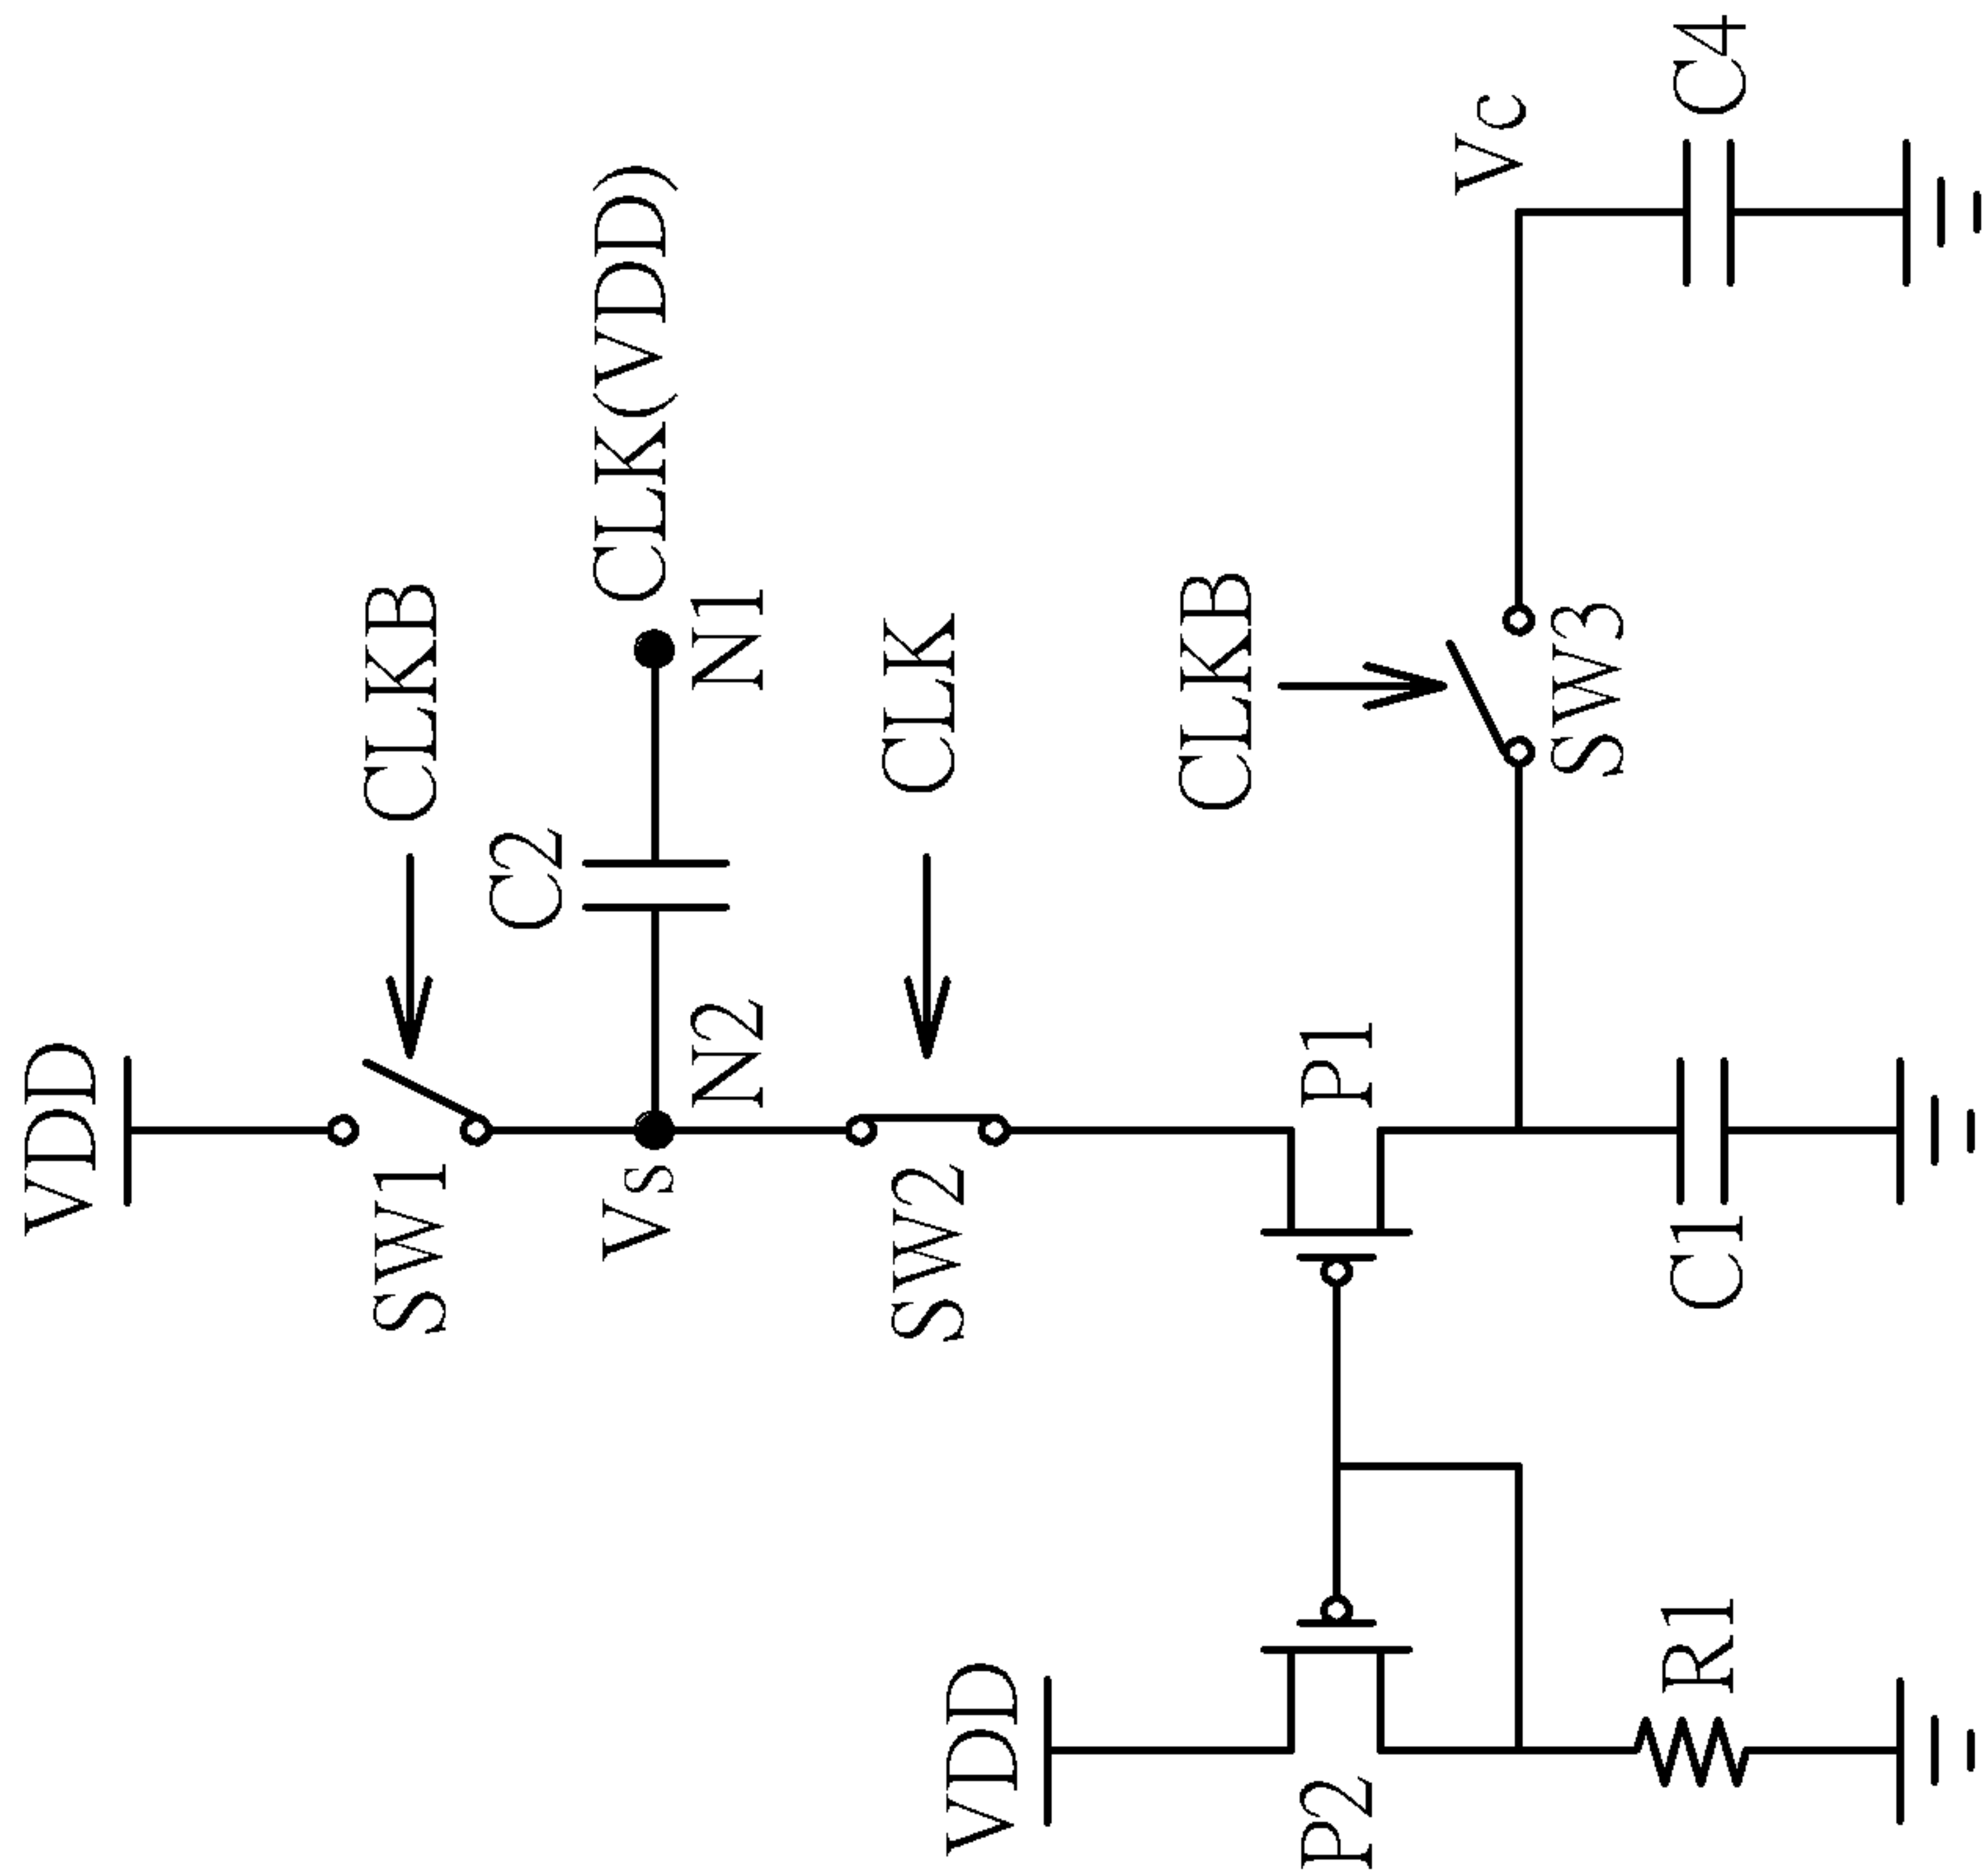 VDD
SW1
CLKB
C2
Vs
N2
N1
CLK(VDD)
SW2
CLK
VDD
P2
P1
CLKB
SW3
Vc
R1
C1
C4